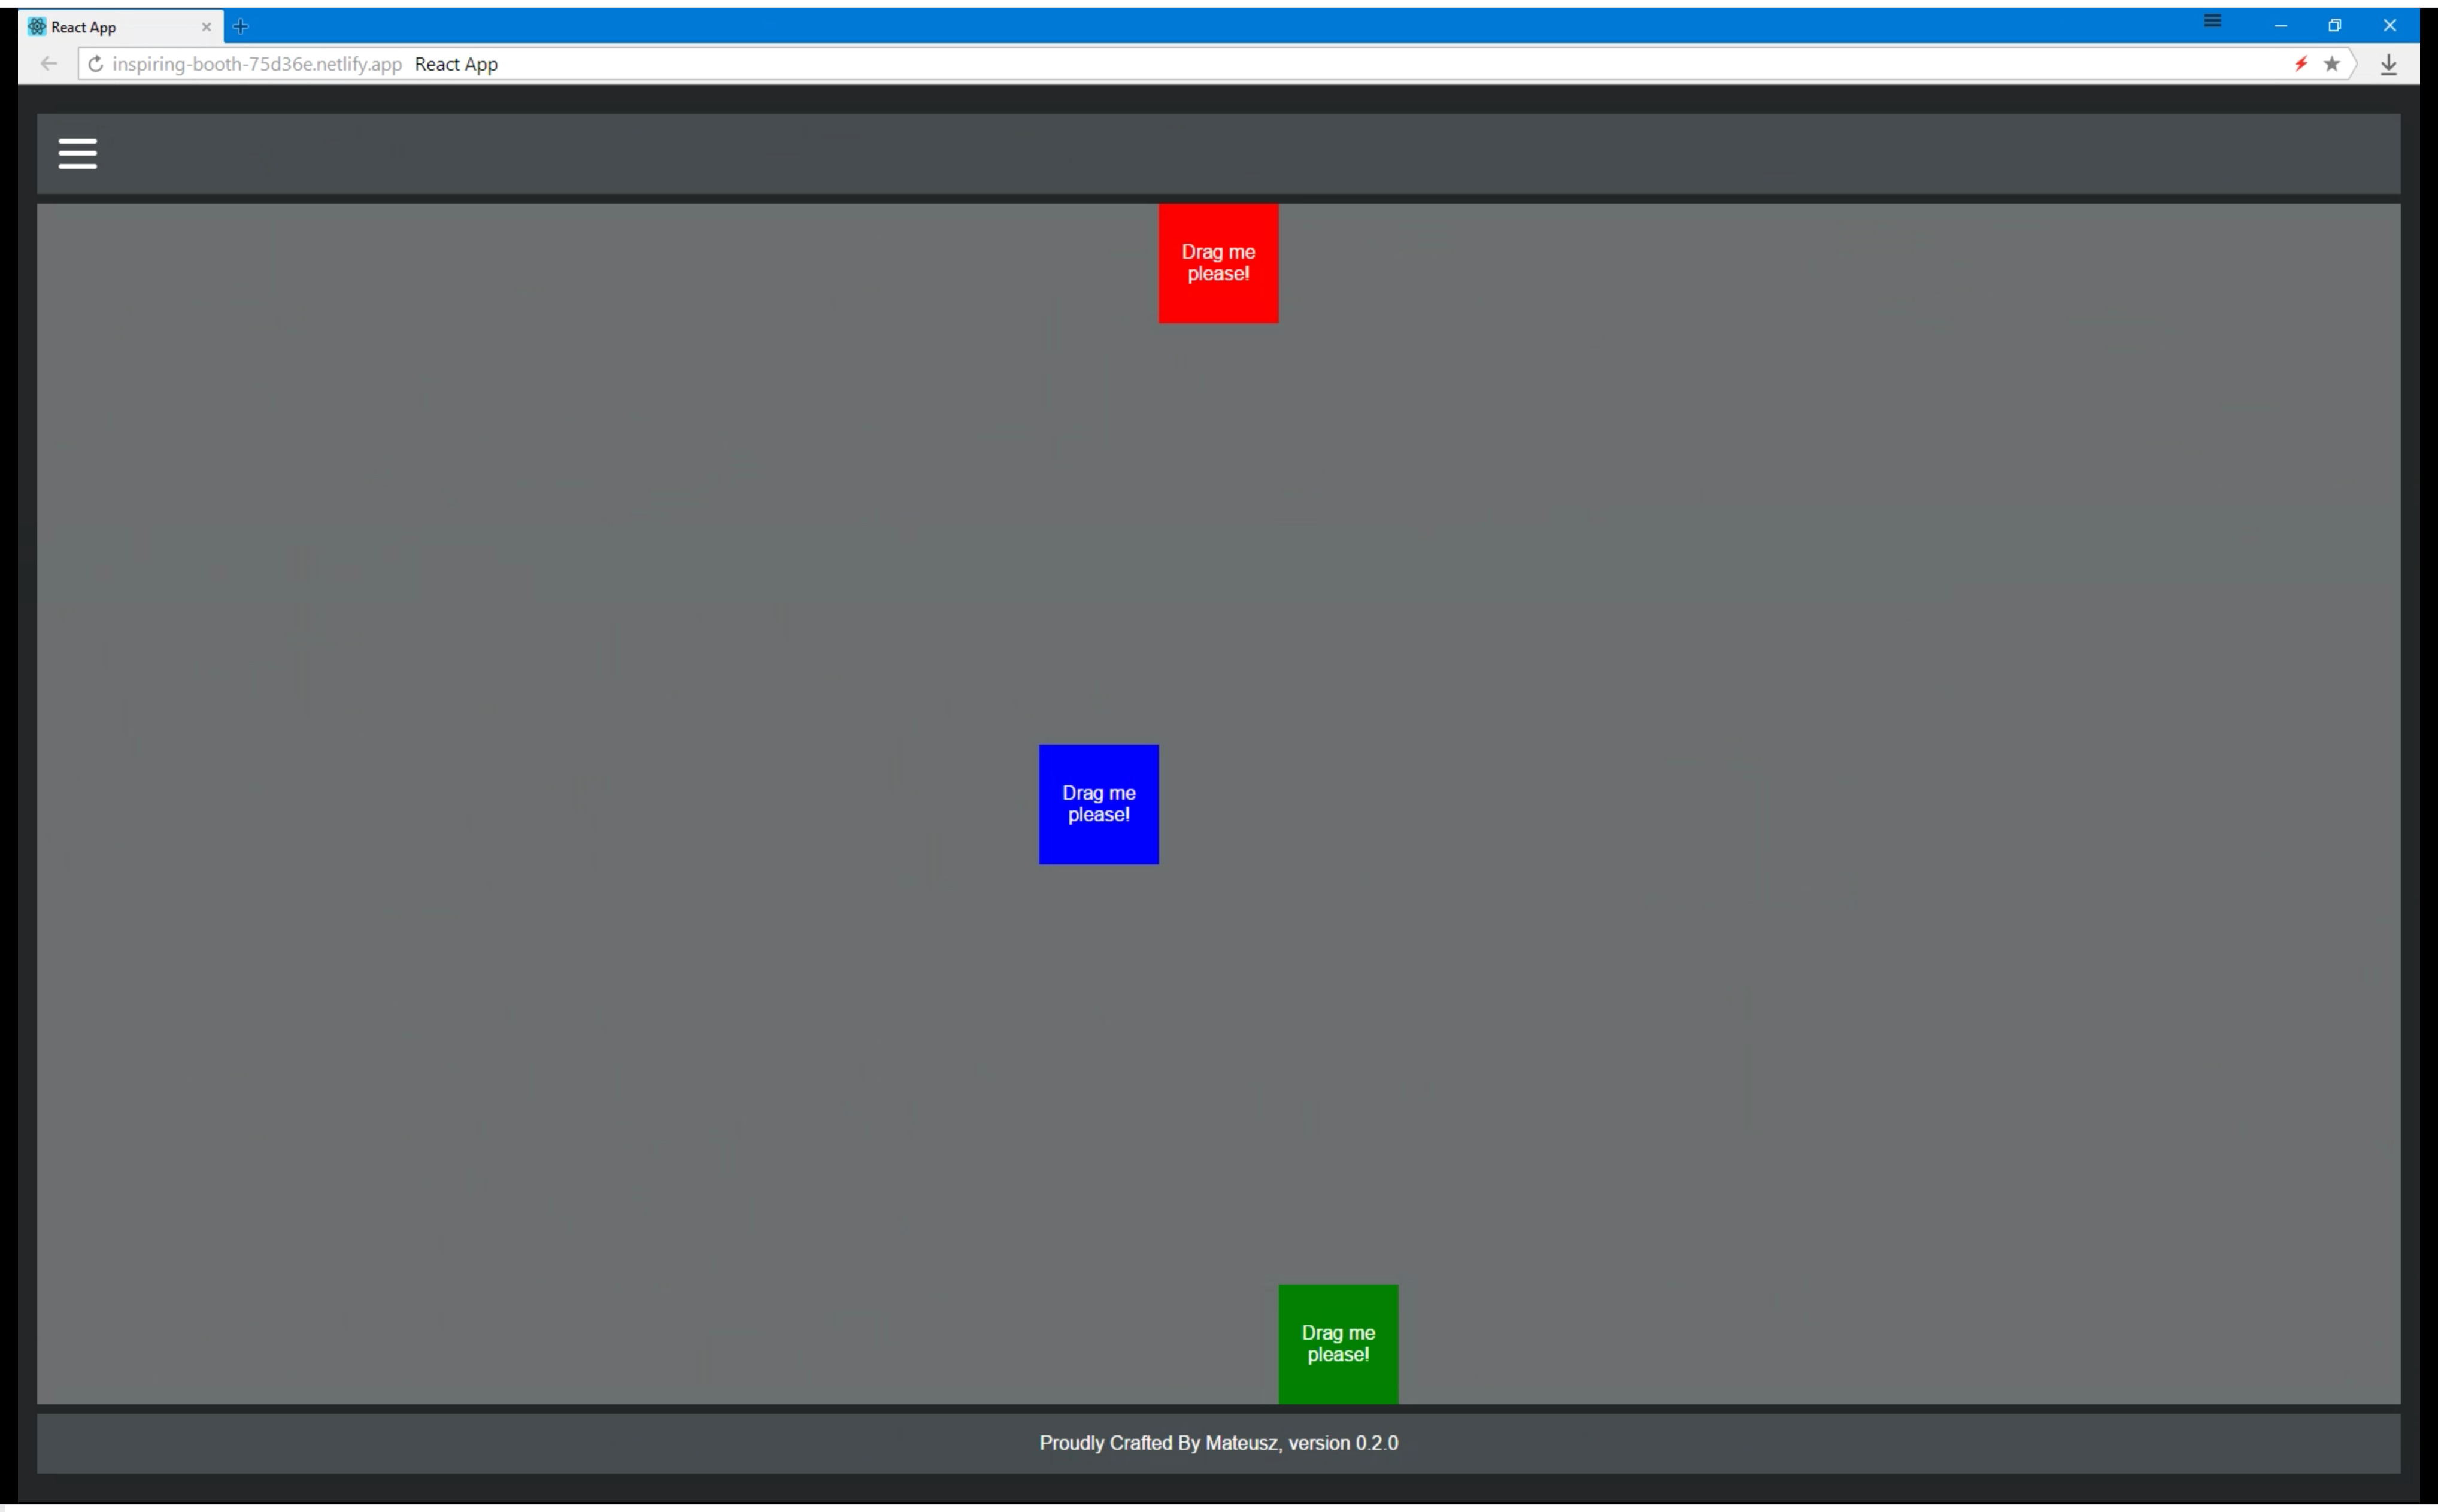 React App
inspiring-booth-75d36e.netlify.app React App
Drag me
please!
Drag me
please!
Drag me
please!
Proudly Crafted By Mateusz, version 0.2.0